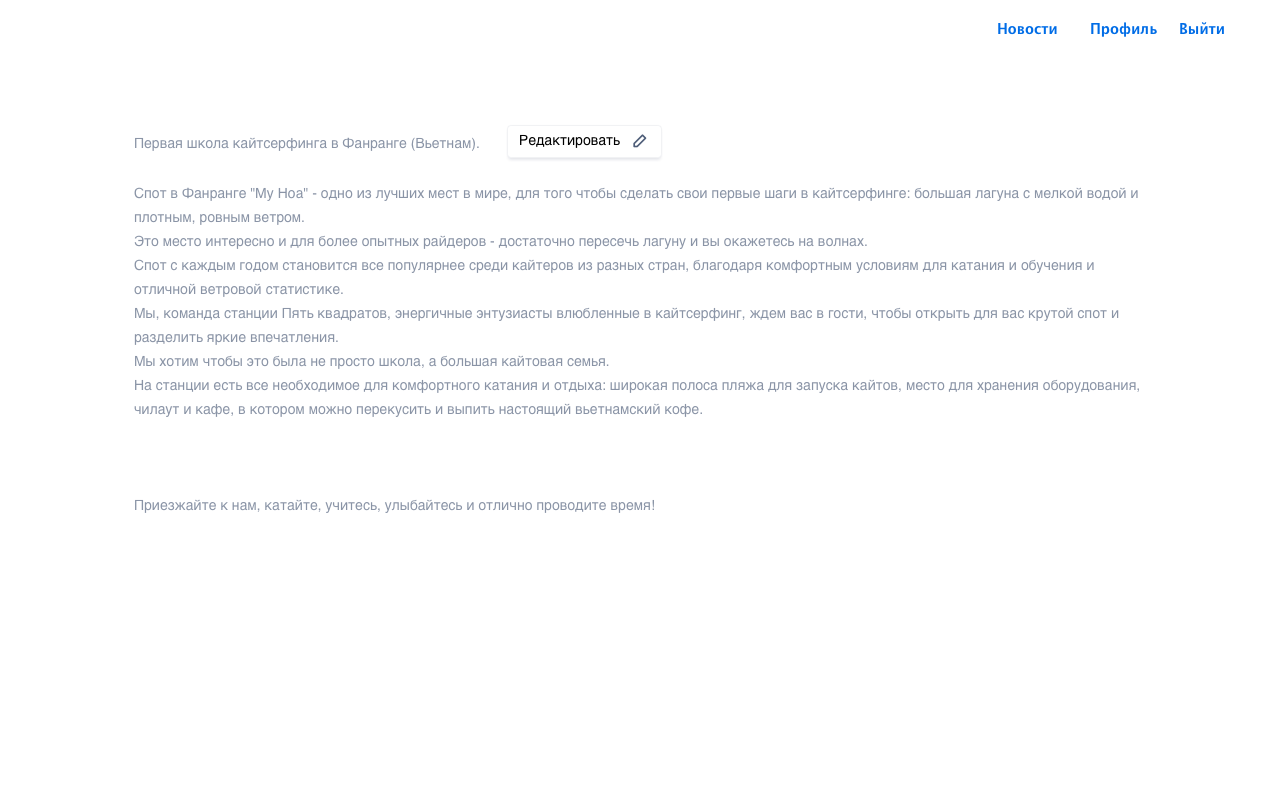 Новости Профиль Выйти
Первая школа кайтсерфинга в Фанранге (Вьетнам). Редактировать
Спот в Фанранге "My Hoa" - одно из лучших мест в мире, для того чтобы сделать свои первые шаги в кайтсерфинге: большая лагуна с мелкой водой и
плотным, ровным ветром.
Это место интересно и для более опытных райдеров - достаточно пересечь лагуну и вы окажетесь на волнах.
Спот с каждым годом становится все популярнее среди кайтеров из разных стран, благодаря комфортным условиям для катания и обучения и
отличной ветровой статистике.
Мы, команда станции Пять квадратов, энергичные энтузиасты влюбленные в кайтсерфинг, ждем вас в гости, чтобы открыть для вас крутой спот и
разделить яркие впечатления.
Мы хотим чтобы это была не просто школа, а большая кайтовая семья.
На станции есть все необходимое для комфортного катания и отдыха: широкая полоса пляжа для запуска кайтов, место для хранения оборудования,
чилаут и кафе, в котором можно перекусить и выпить настоящий вьетнамский кофе.
Приезжайте к нам, катайте, учитесь, улыбайтесь и отлично проводите время!